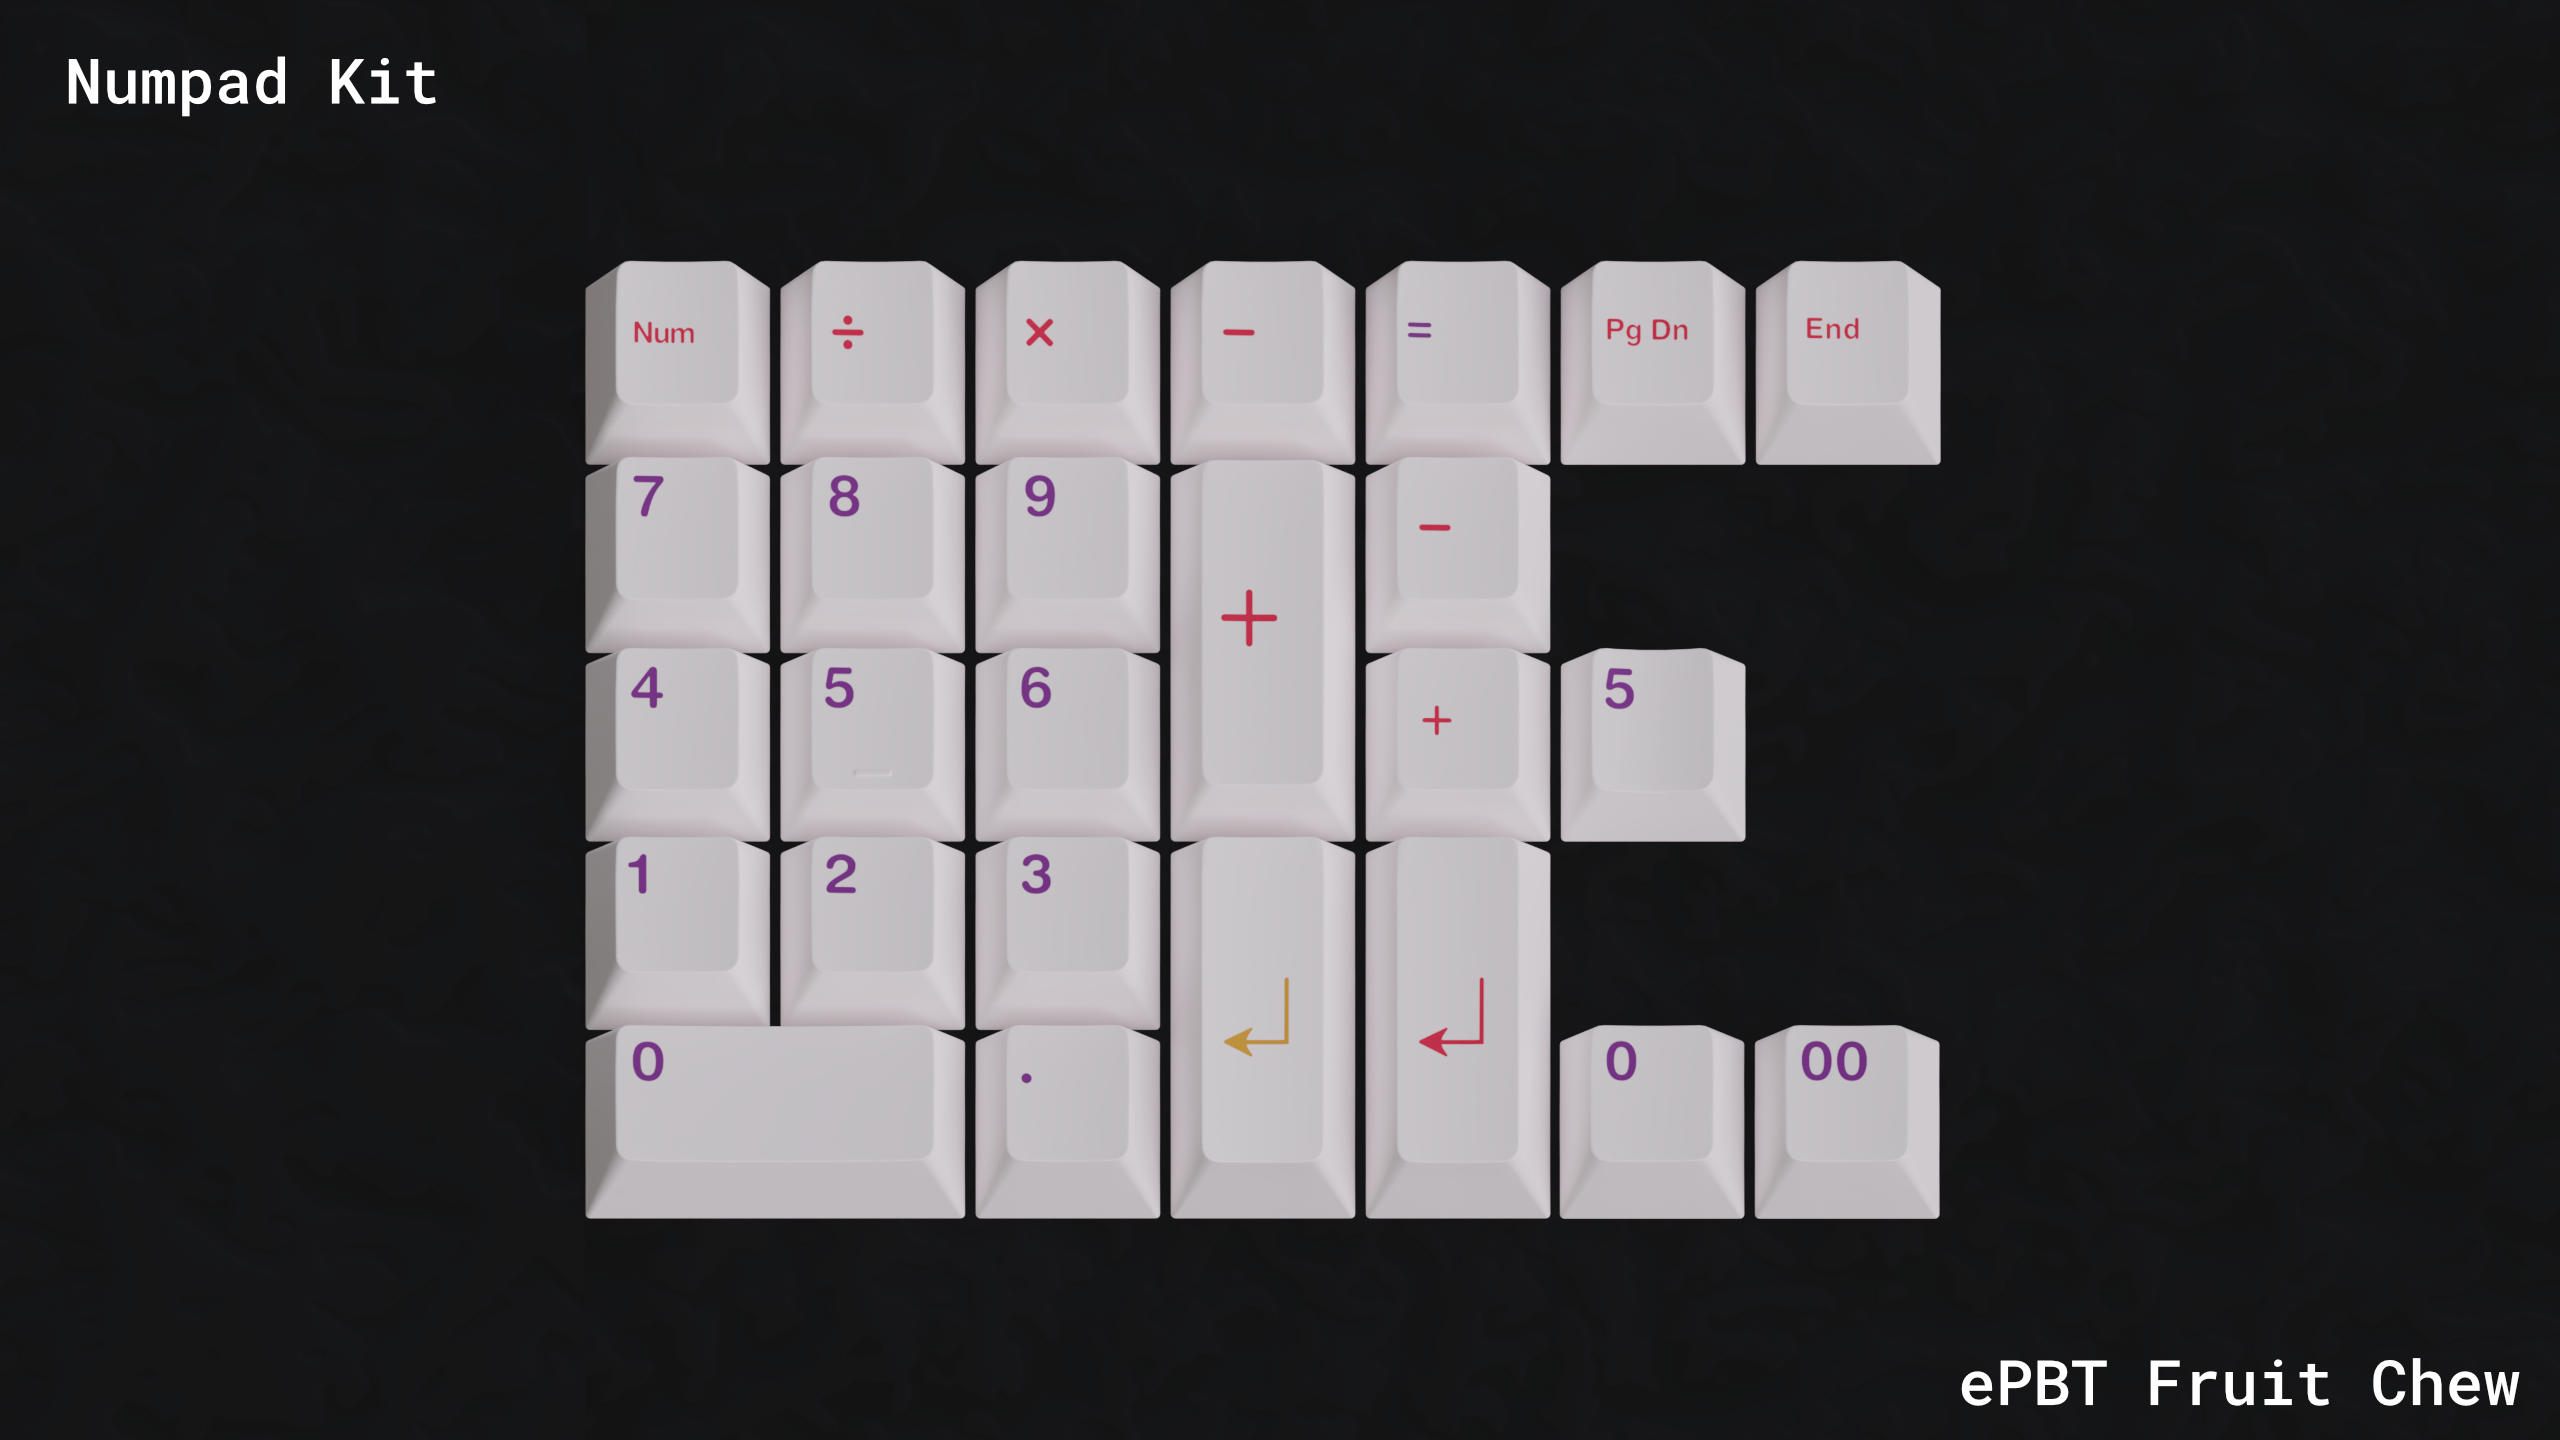 Numpad Kit
Num ÷ × − = Pg Dn End
7 8 9 + −
4 5 6 + 5
1 2 3
0 . 0 00
ePBT Fruit Chew